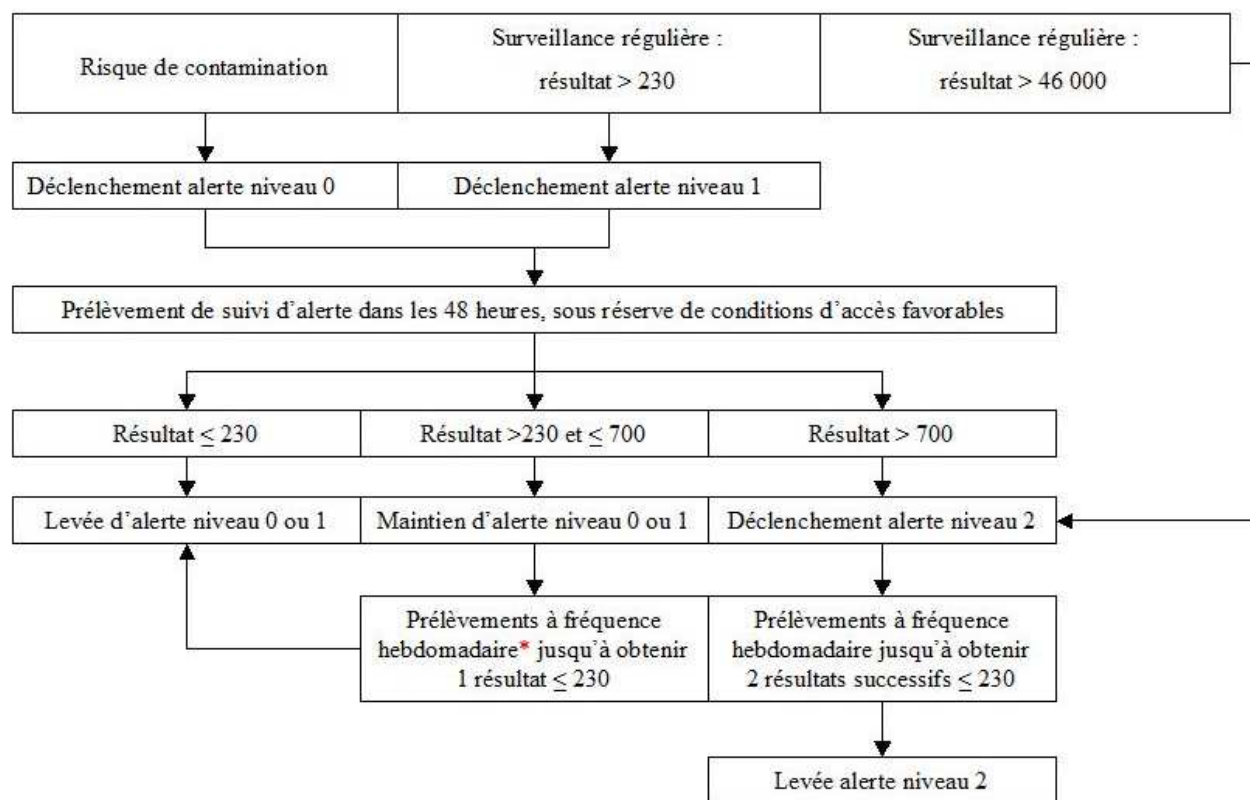 Risque de contamination
Surveillance régulière :
résultat > 230
Surveillance régulière :
résultat > 46 000
Déclenchement alerte niveau 0
Déclenchement alerte niveau 1
Prélèvement de suivi d'alerte dans les 48 heures, sous réserve de conditions d'accès favorables
Résultat ≤ 230
Résultat >230 et ≤ 700
Résultat > 700
Levée d'alerte niveau 0 ou 1
Maintien d'alerte niveau 0 ou 1
Déclenchement alerte niveau 2
Prélèvements à fréquence
hebdomadaire* jusqu'à obtenir
1 résultat ≤ 230
Prélèvements à fréquence
hebdomadaire jusqu'à obtenir
2 résultats successifs ≤ 230
Levée alerte niveau 2